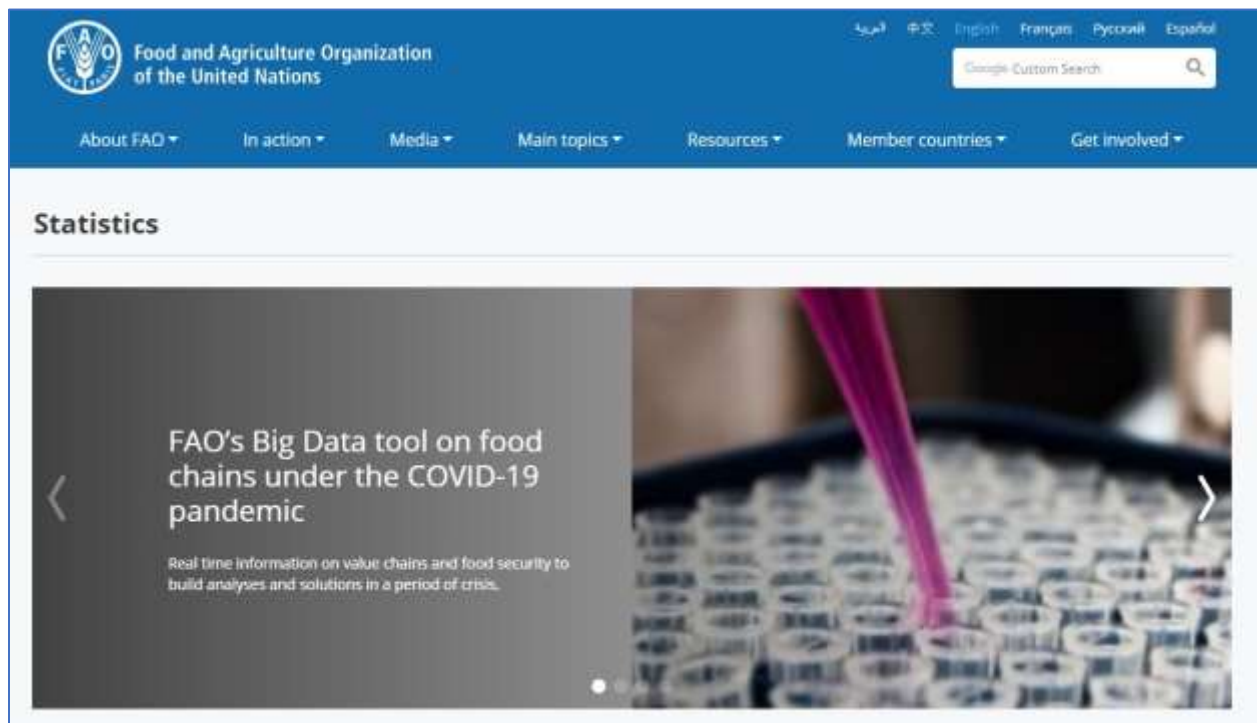 العربية 中文 English Français Русский Español
FAO
FIAT PANIS
Food and Agriculture Organization
of the United Nations
Google Custom Search
About FAO In action Media Main topics Resources Member countries Get involved
Statistics
FAO's Big Data tool on food
chains under the COVID-19
pandemic
Real time information on value chains and food security to
build analyses and solutions in a period of crisis.